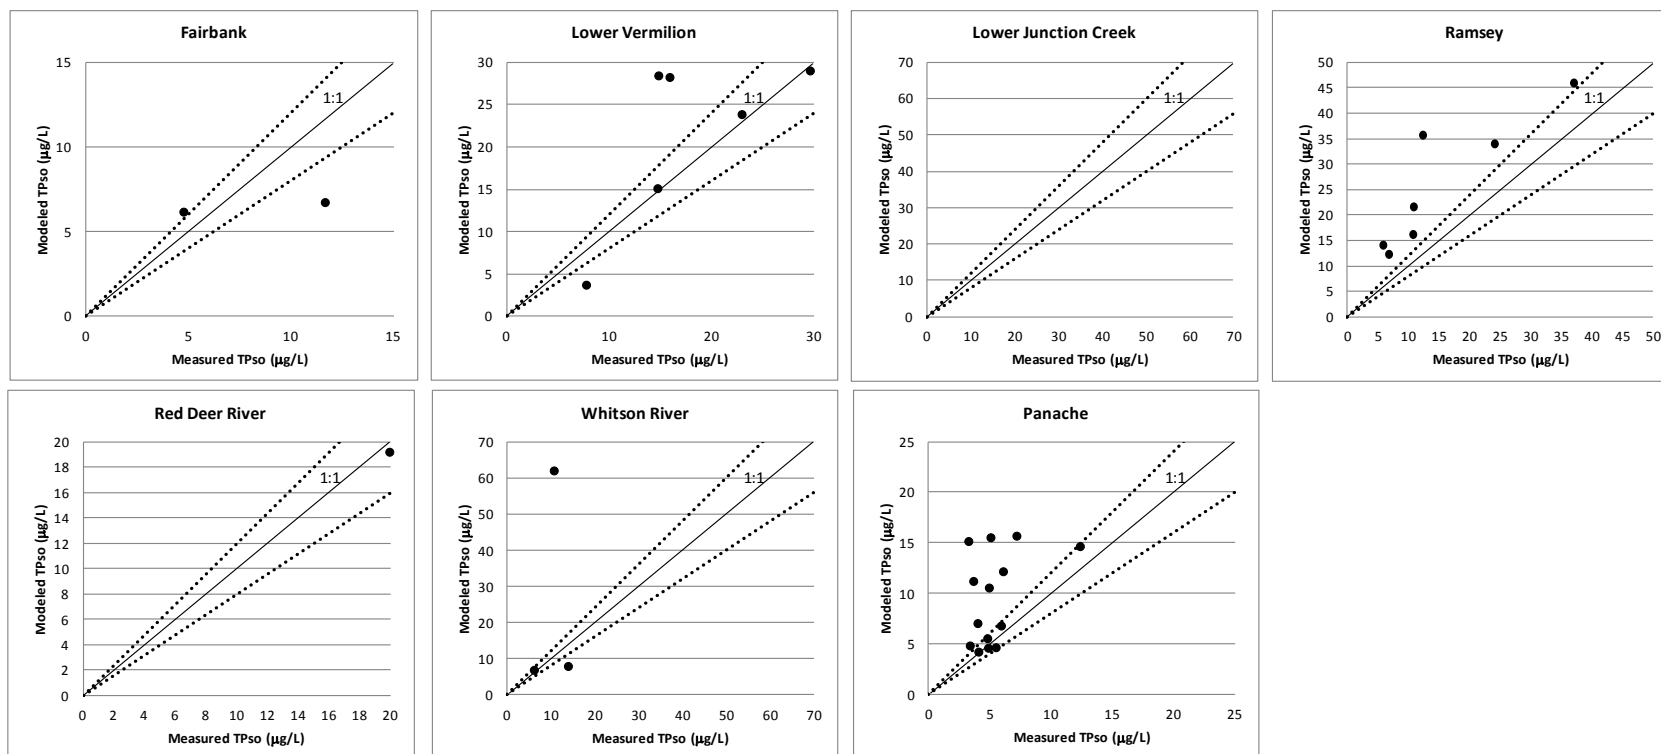 Fairbank
15
10
5
0
Modeled TPso (µg/L)
1:1
0 5 10 15
Measured TPso (µg/L)
Lower Vermilion
30
25
20
15
10
5
0
Modeled TPso (µg/L)
1:1
0 10 20 30
Measured TPso (µg/L)
Lower Junction Creek
70
60
50
40
30
20
10
0
Modeled TPso (µg/L)
1:1
0 10 20 30 40 50 60 70
Measured TPso (µg/L)
Ramsey
50
45
40
35
30
25
20
15
10
5
0
Modeled TPso (µg/L)
1:1
0 5 10 15 20 25 30 35 40 45 50
Measured TPso (µg/L)
Red Deer River
20
18
16
14
12
10
8
6
4
2
0
Modeled TPso (µg/L)
1:1
0 2 4 6 8 10 12 14 16 18 20
Measured TPso (µg/L)
Whitson River
70
60
50
40
30
20
10
0
Modeled TPso (µg/L)
1:1
0 10 20 30 40 50 60 70
Measured TPso (µg/L)
Panache
25
20
15
10
5
0
Modeled TPso (µg/L)
1:1
0 5 10 15 20 25
Measured TPso (µg/L)